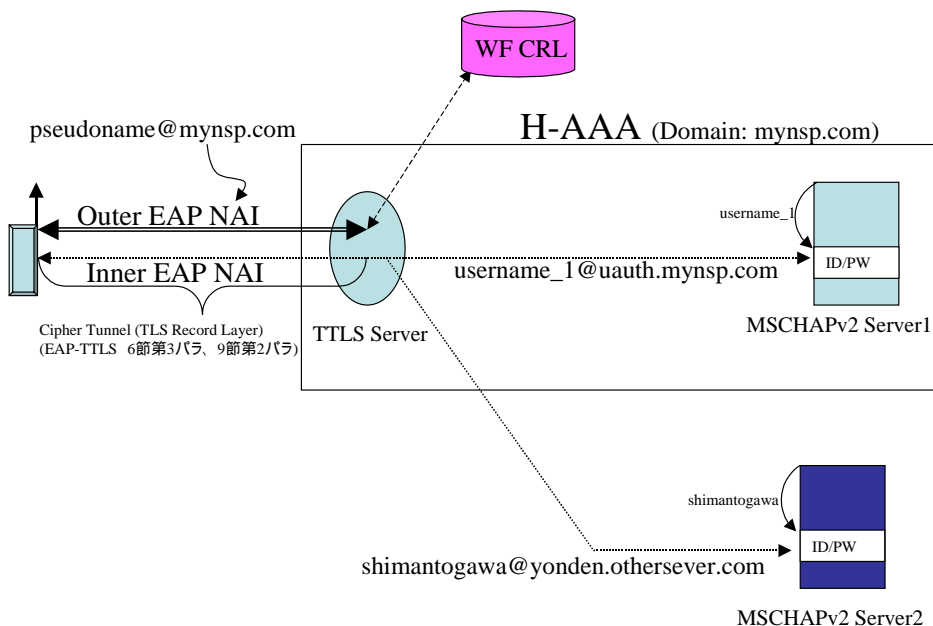 WF CRL
pseudoname@mynsp.com
H-AAA (Domain: mynsp.com)
Outer EAP NAI
username_1
Inner EAP NAI
username_1@uauth.mynsp.com
ID/PW
Cipher Tunnel (TLS Record Layer)
(EAP-TTLS 6節第3パラ、9節第2パラ)
TTLS Server
MSCHAPv2 Server1
shimantogawa
ID/PW
shimantogawa@yonden.othersever.com
MSCHAPv2 Server2